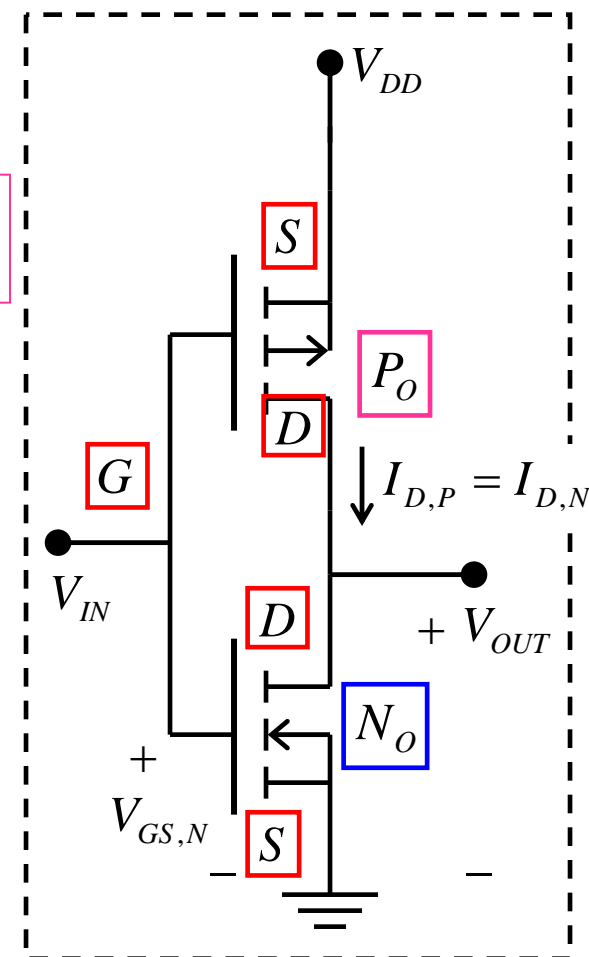 V_DD
S
P_O
D
G
I_D,P = I_D,N
V_IN
D
+ V_OUT
N_O
+
V_GS,N
S
− −